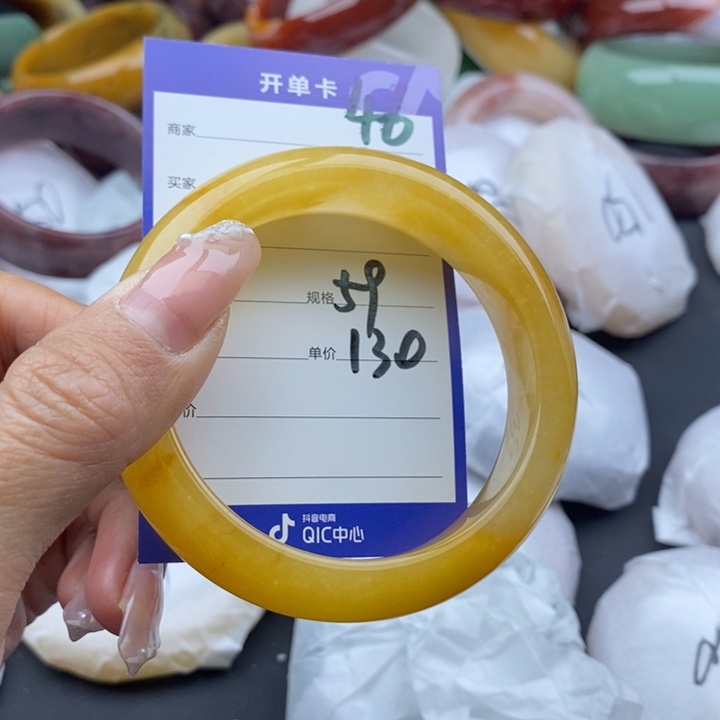 开单卡
商家 40
买家
规格 59
单价 130
价
抖音电商
QIC中心